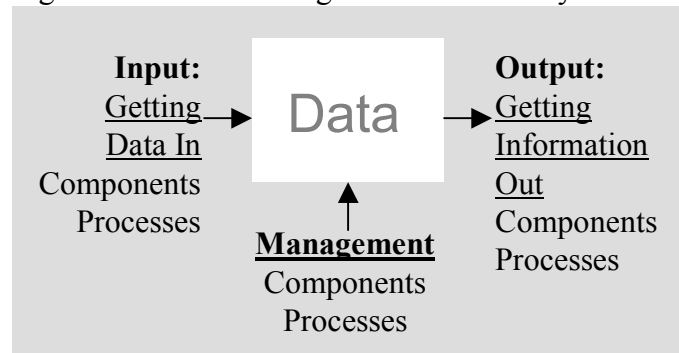 Input:
Getting
Data In
Components
Processes
Data
Management
Components
Processes
Output:
Getting
Information
Out
Components
Processes